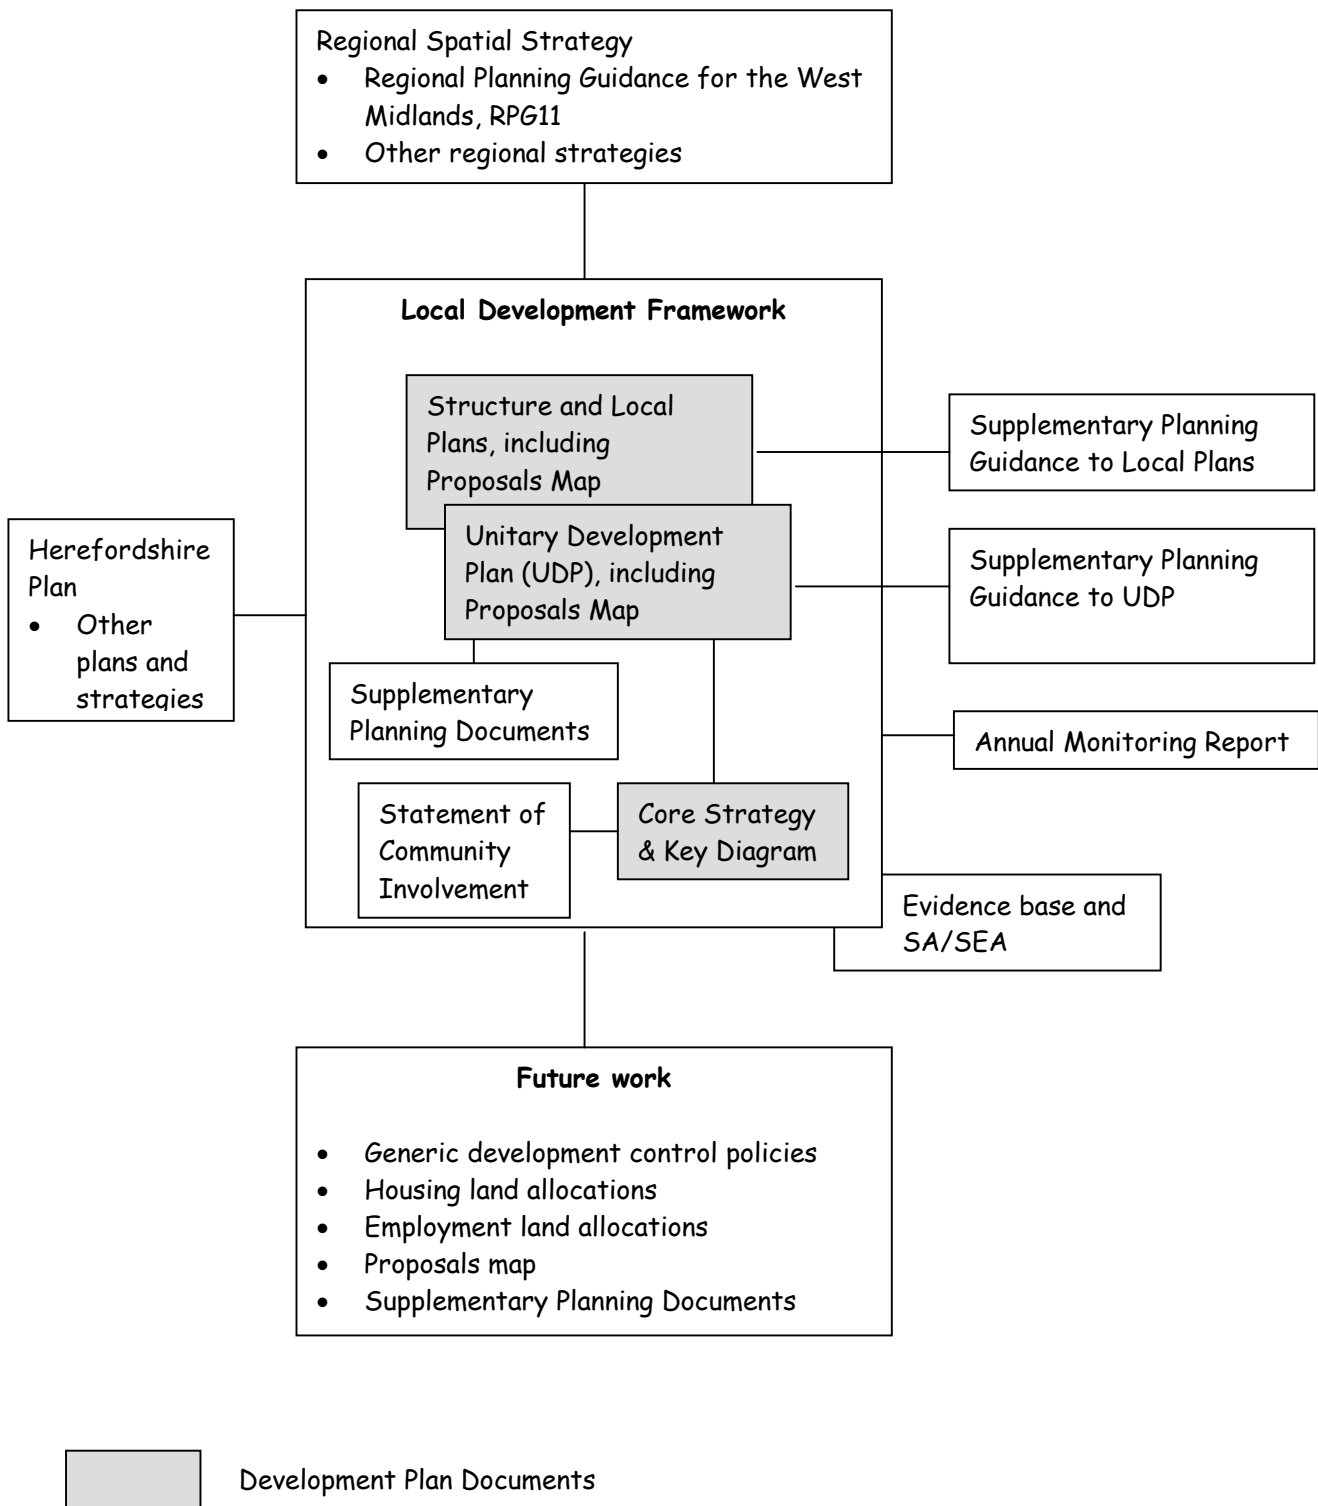 Regional Spatial Strategy
• Regional Planning Guidance for the West
Midlands, RPG11
• Other regional strategies
Local Development Framework
Structure and Local
Plans, including
Proposals Map
Supplementary Planning
Guidance to Local Plans
Herefordshire
Plan
• Other
plans and
strategies
Unitary Development
Plan (UDP), including
Proposals Map
Supplementary Planning
Guidance to UDP
Supplementary
Planning Documents
Annual Monitoring Report
Statement of
Community
Involvement
Core Strategy
& Key Diagram
Evidence base and
SA/SEA
Future work
• Generic development control policies
• Housing land allocations
• Employment land allocations
• Proposals map
• Supplementary Planning Documents
Development Plan Documents